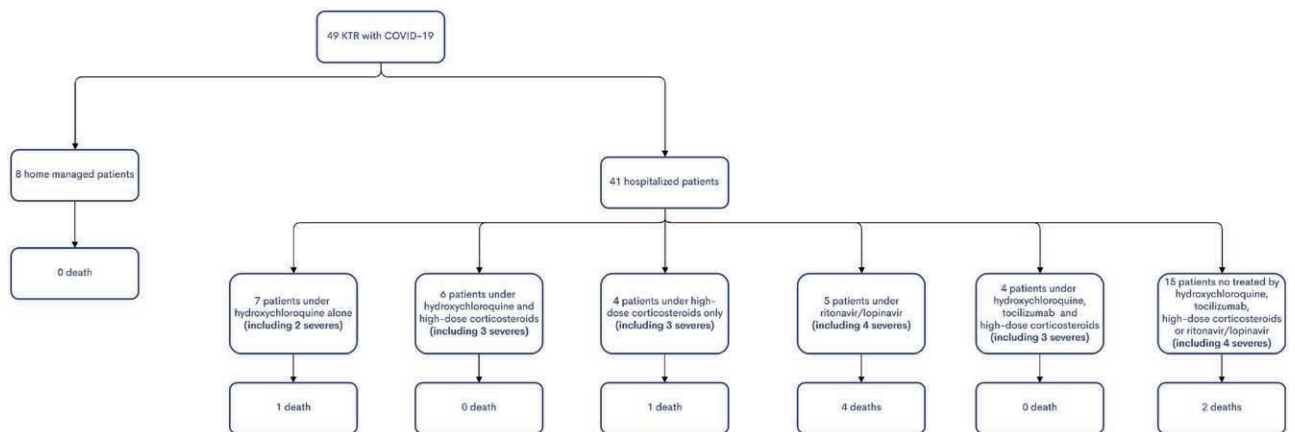 49 KTR with COVID-19
8 home managed patients
41 hospitalized patients
0 death
7 patients under
hydroxychloroquine alone
(including 2 severes)
6 patients under
hydroxychloroquine and
high-dose corticosteroids
(including 3 severes)
4 patients under high-
dose corticosteroids only
(including 3 severes)
5 patients under
ritonavir/lopinavir
(including 4 severes)
4 patients under
hydroxychloroquine,
tocilizumab and
high-dose corticosteroids
(including 3 severes)
15 patients no treated by
hydroxychloroquine,
tocilizumab,
high-dose corticosteroids
or ritonavir/lopinavir
(including 4 severes)
1 death
0 death
1 death
4 deaths
0 death
2 deaths